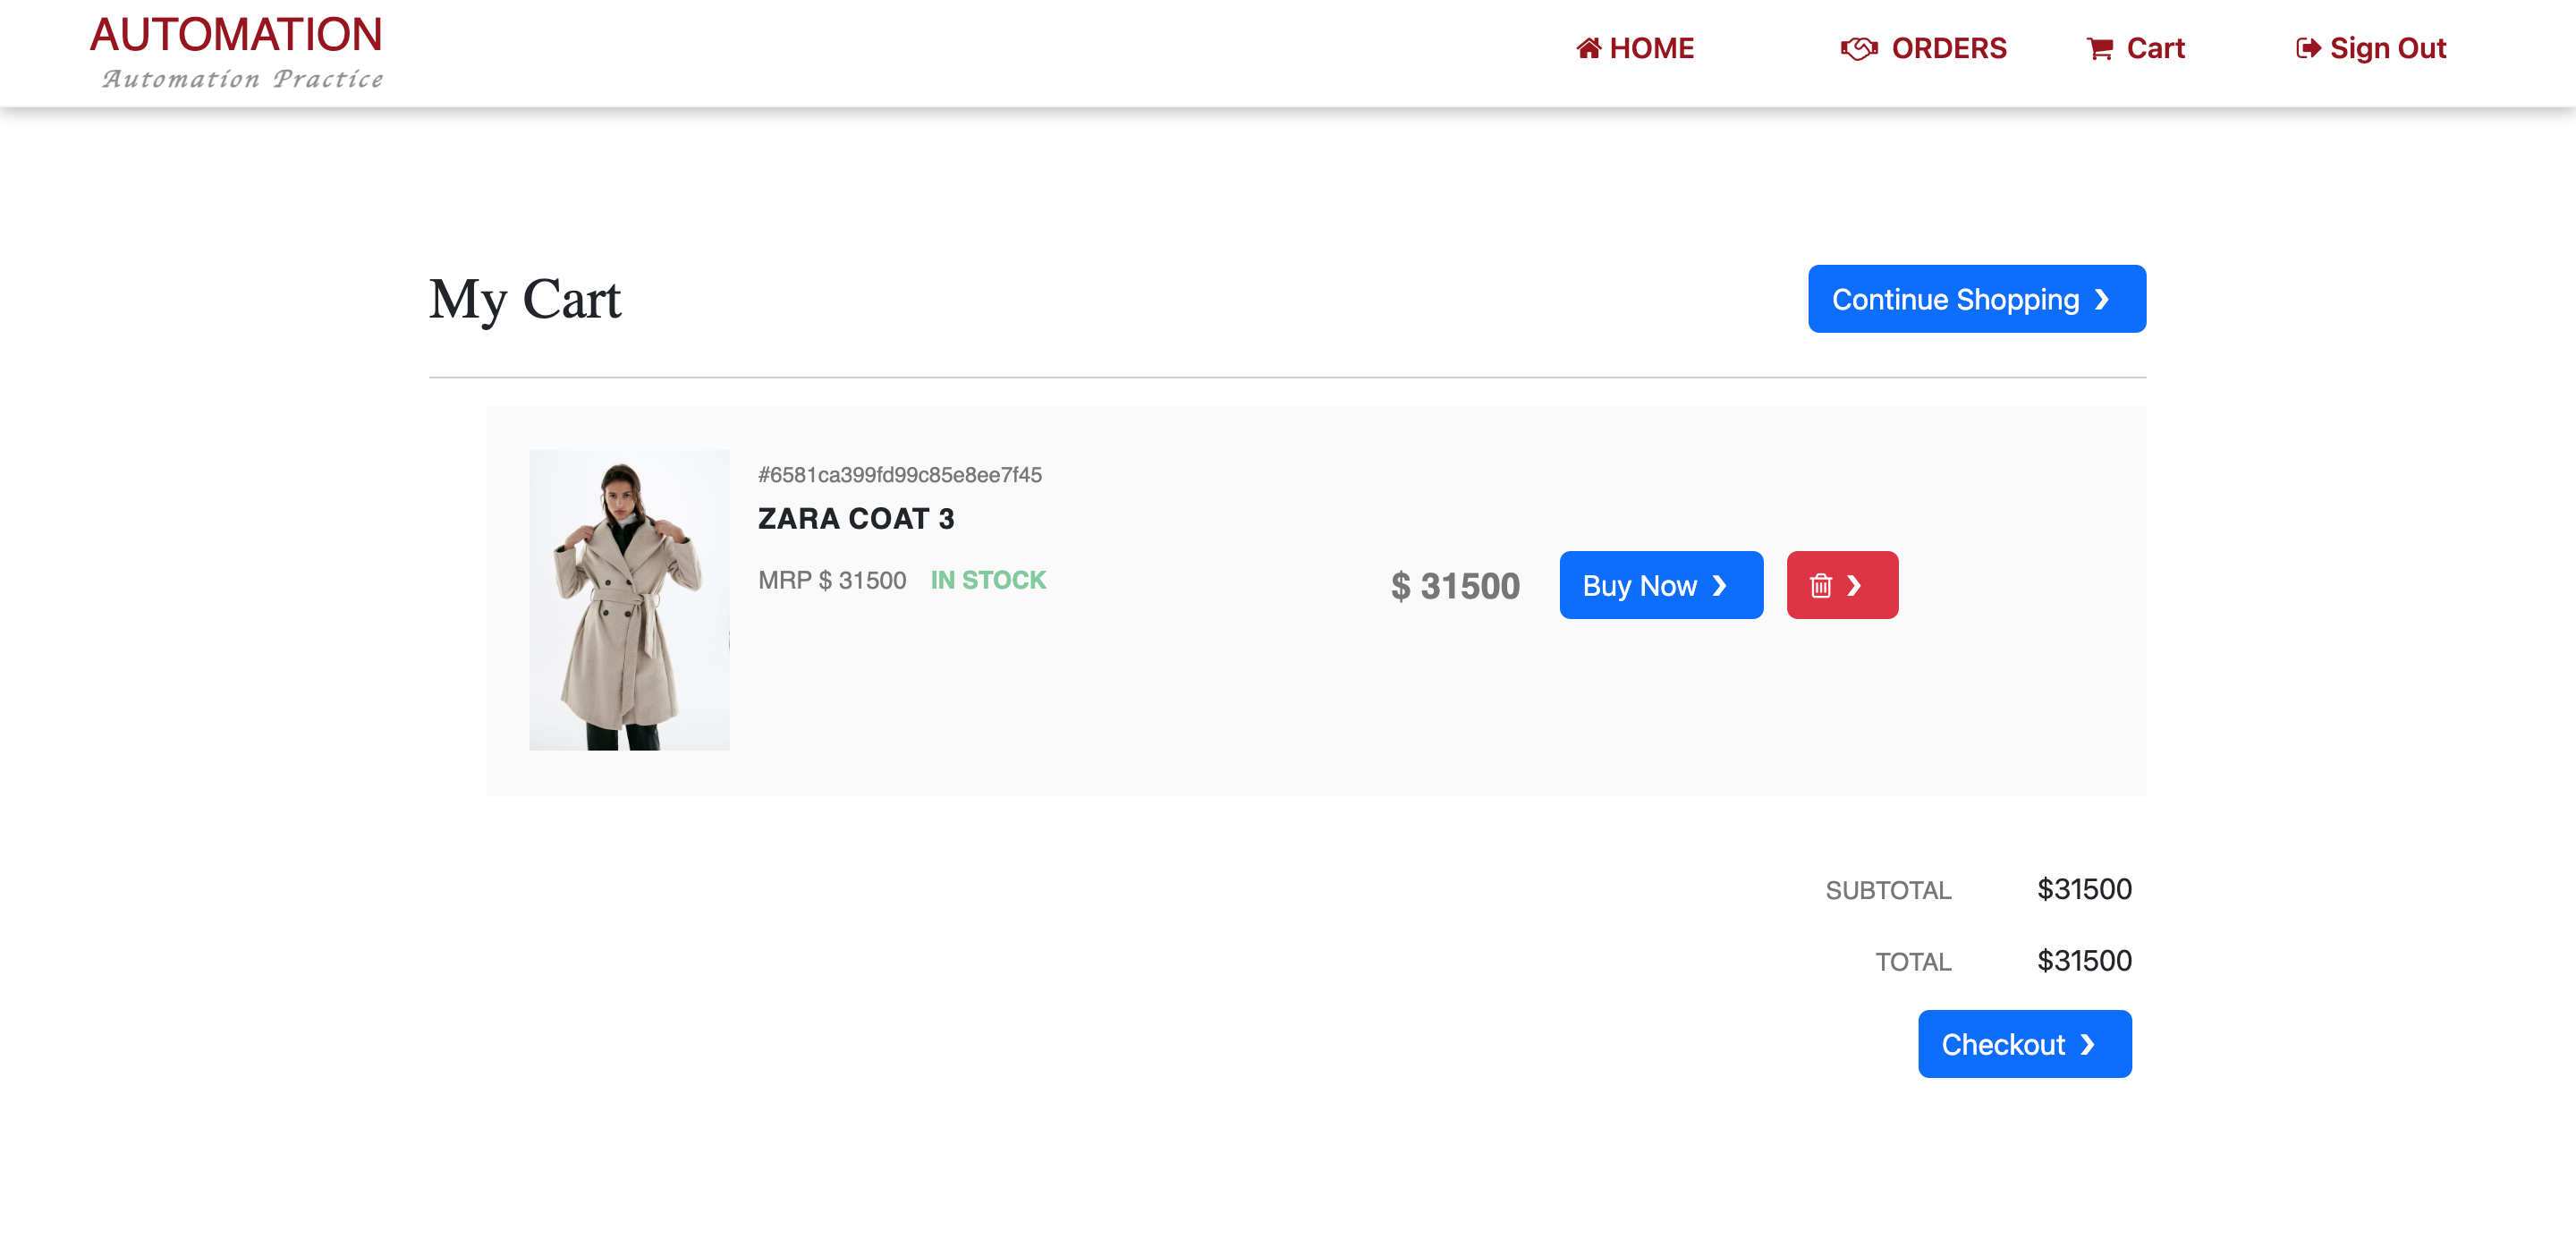 AUTOMATION
Automation Practice
HOME
ORDERS
Cart
Sign Out
My Cart
Continue Shopping ❯
#6581ca399fd99c85e8ee7f45
ZARA COAT 3
MRP $ 31500 IN STOCK
$ 31500
Buy Now ❯
❯
SUBTOTAL $31500
TOTAL $31500
Checkout ❯